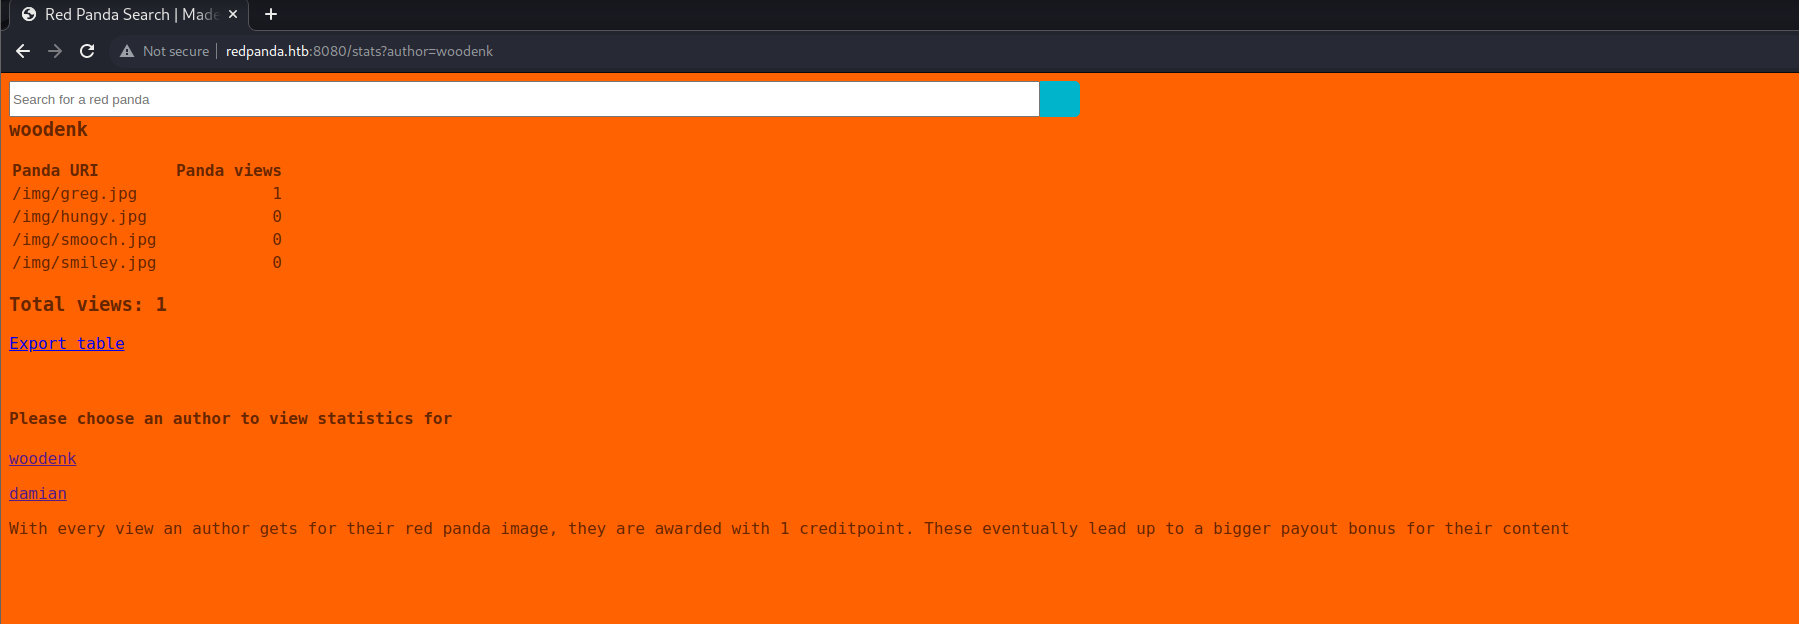 Red Panda Search | Made
Not secure redpanda.htb:8080/stats?author=woodenk
Search for a red panda
woodenk
Panda URI Panda views
/img/greg.jpg 1
/img/hungy.jpg 0
/img/smooch.jpg 0
/img/smiley.jpg 0
Total views: 1
Export table
Please choose an author to view statistics for
woodenk
damian
With every view an author gets for their red panda image, they are awarded with 1 creditpoint. These eventually lead up to a bigger payout bonus for their content